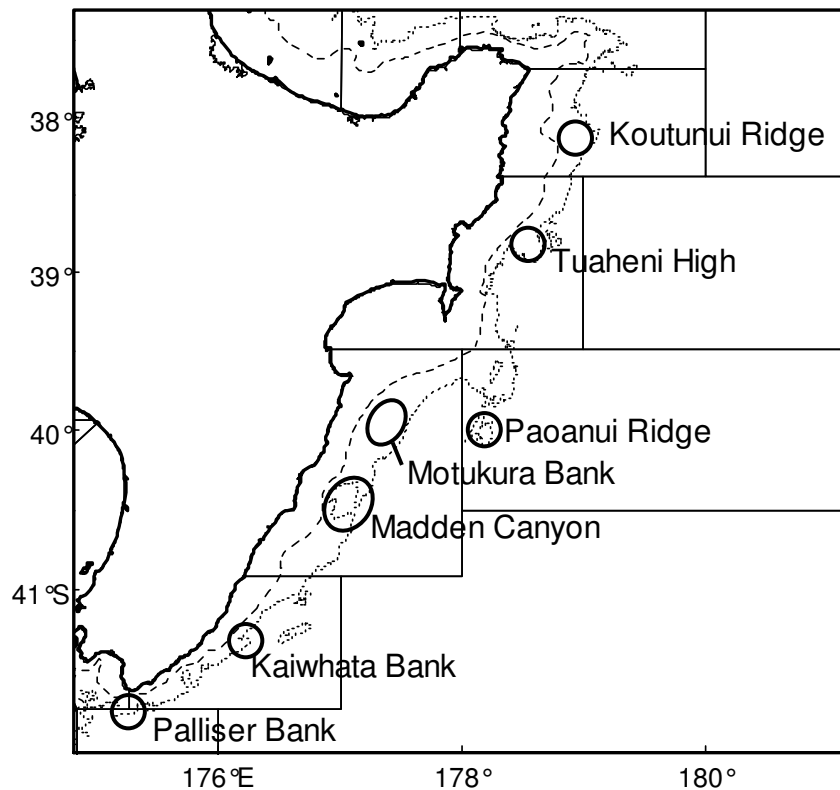 38°
Koutunui Ridge
Tuaheni High
39°
40°
Paoanui Ridge
Motukura Bank
Madden Canyon
41°S
Kaiwhata Bank
Palliser Bank
176°E
178°
180°